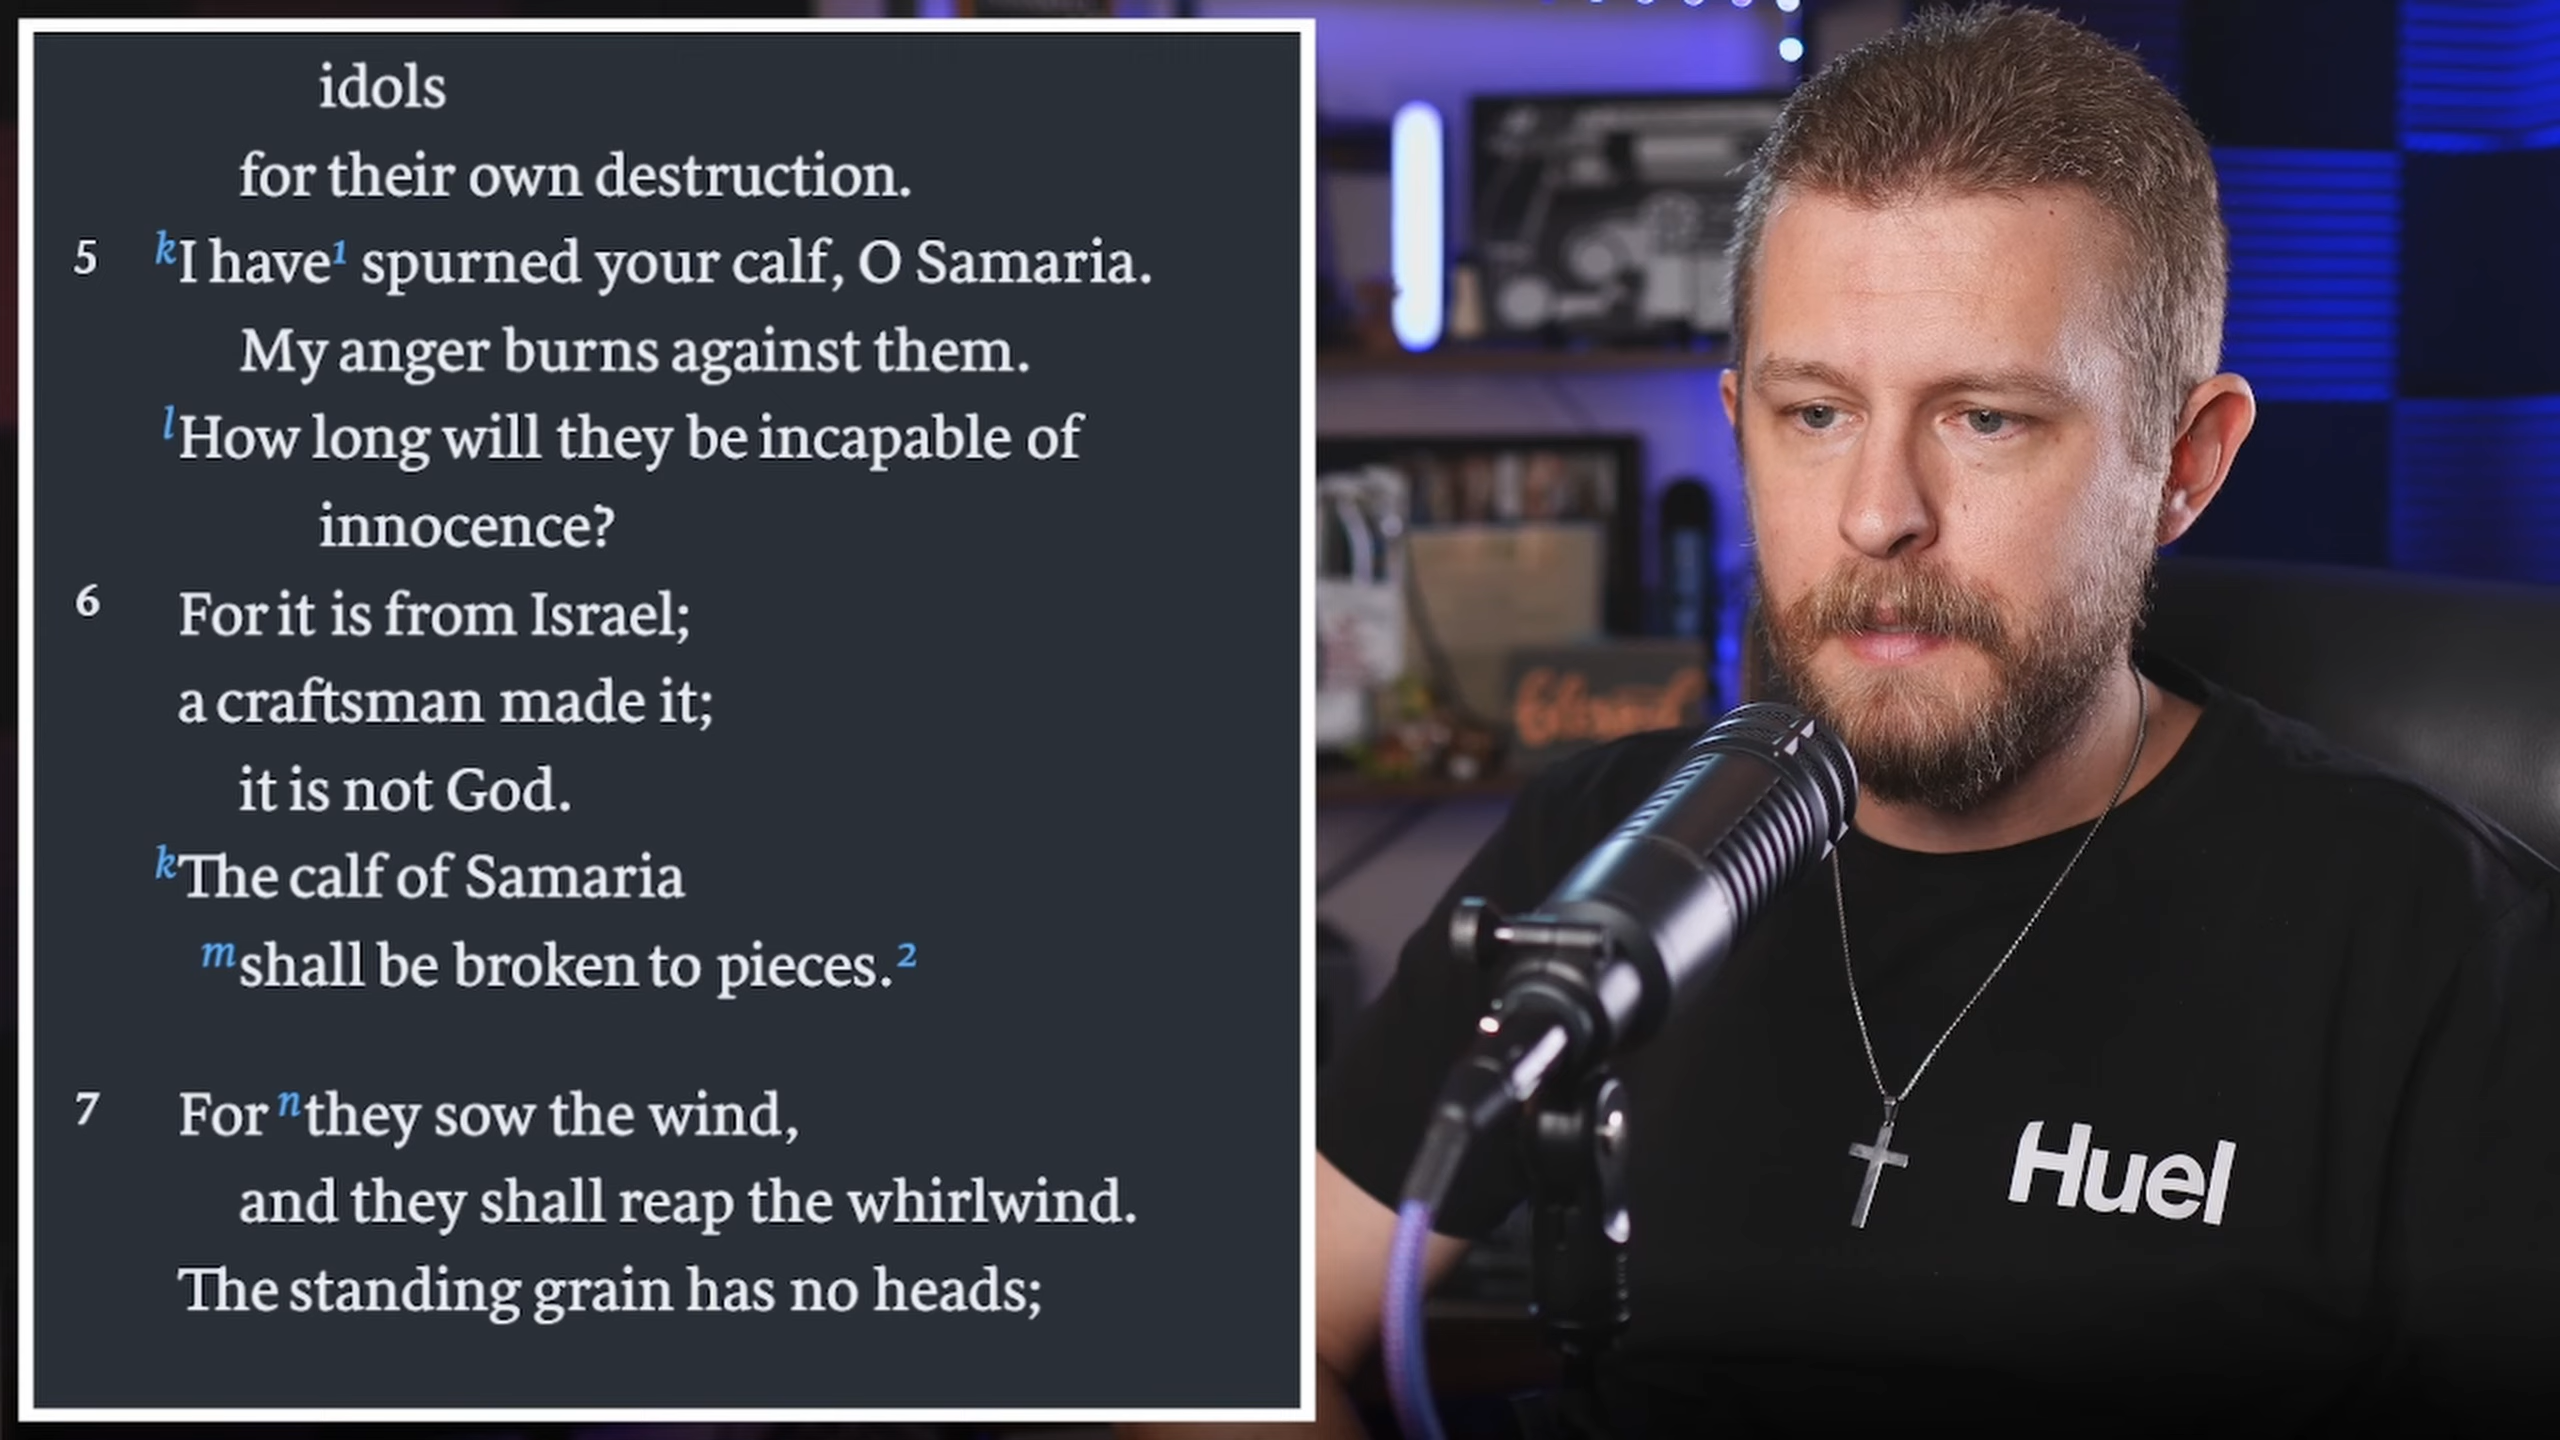 idols
for their own destruction.
5 kI have1 spurned your calf, O Samaria.
My anger burns against them.
lHow long will they be incapable of
innocence?
6 For it is from Israel;
a craftsman made it;
it is not God.
kThe calf of Samaria
mshall be broken to pieces.2
7 For nthey sow the wind,
and they shall reap the whirlwind.
The standing grain has no heads;
blessed
Huel